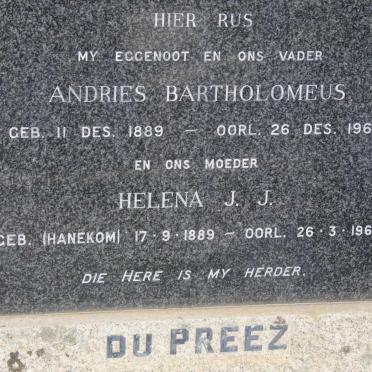 HIER RUS
MY EGGENOOT EN ONS VADER
ANDRIES BARTHOLOMEUS
GEB. 11 DES. 1889 — OORL. 26 DES. 196
EN ONS MOEDER
HELENA J. J.
GEB. (HANEKOM) 17·9·1889 — OORL. 26·3·196
DIE HERE IS MY HERDER.
DU PREEZ